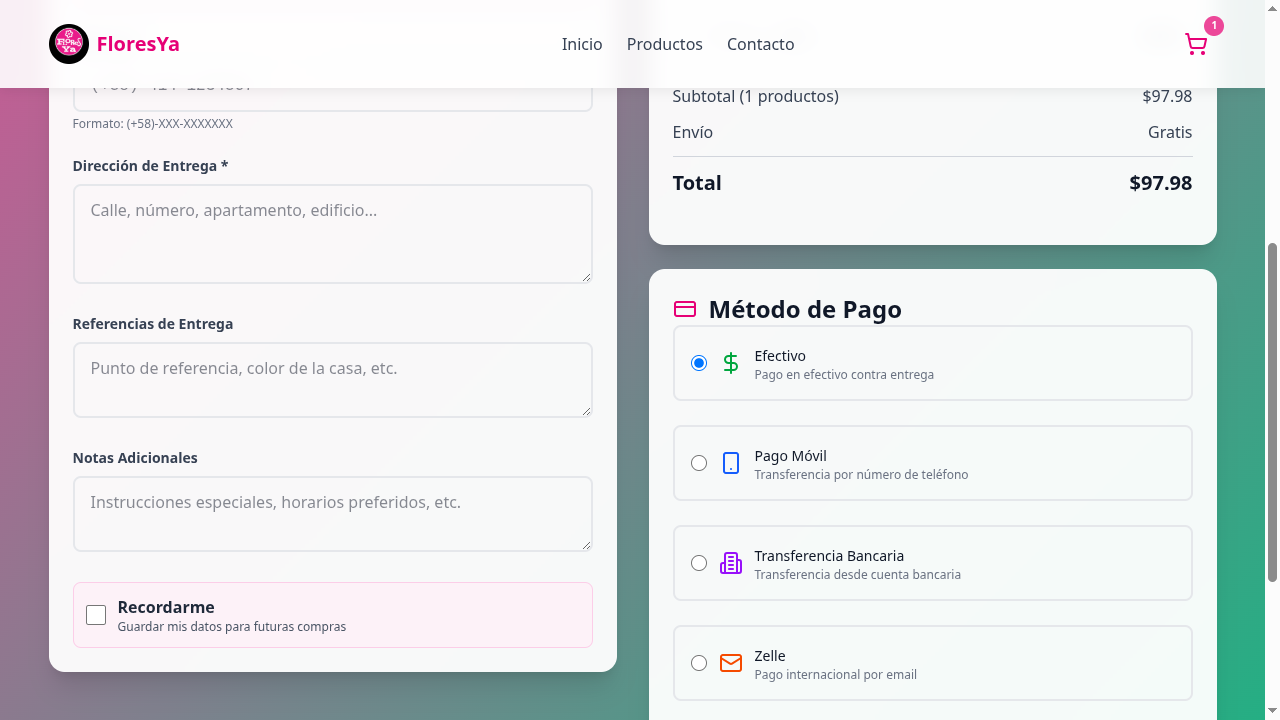 FloresYa
Inicio
Productos
Contacto
1
Formato: (+58)-XXX-XXXXXXX
Dirección de Entrega *
Calle, número, apartamento, edificio...
Referencias de Entrega
Punto de referencia, color de la casa, etc.
Notas Adicionales
Instrucciones especiales, horarios preferidos, etc.
Recordarme
Guardar mis datos para futuras compras
Subtotal (1 productos) $97.98
Envío Gratis
Total $97.98
Método de Pago
Efectivo
Pago en efectivo contra entrega
Pago Móvil
Transferencia por número de teléfono
Transferencia Bancaria
Transferencia desde cuenta bancaria
Zelle
Pago internacional por email